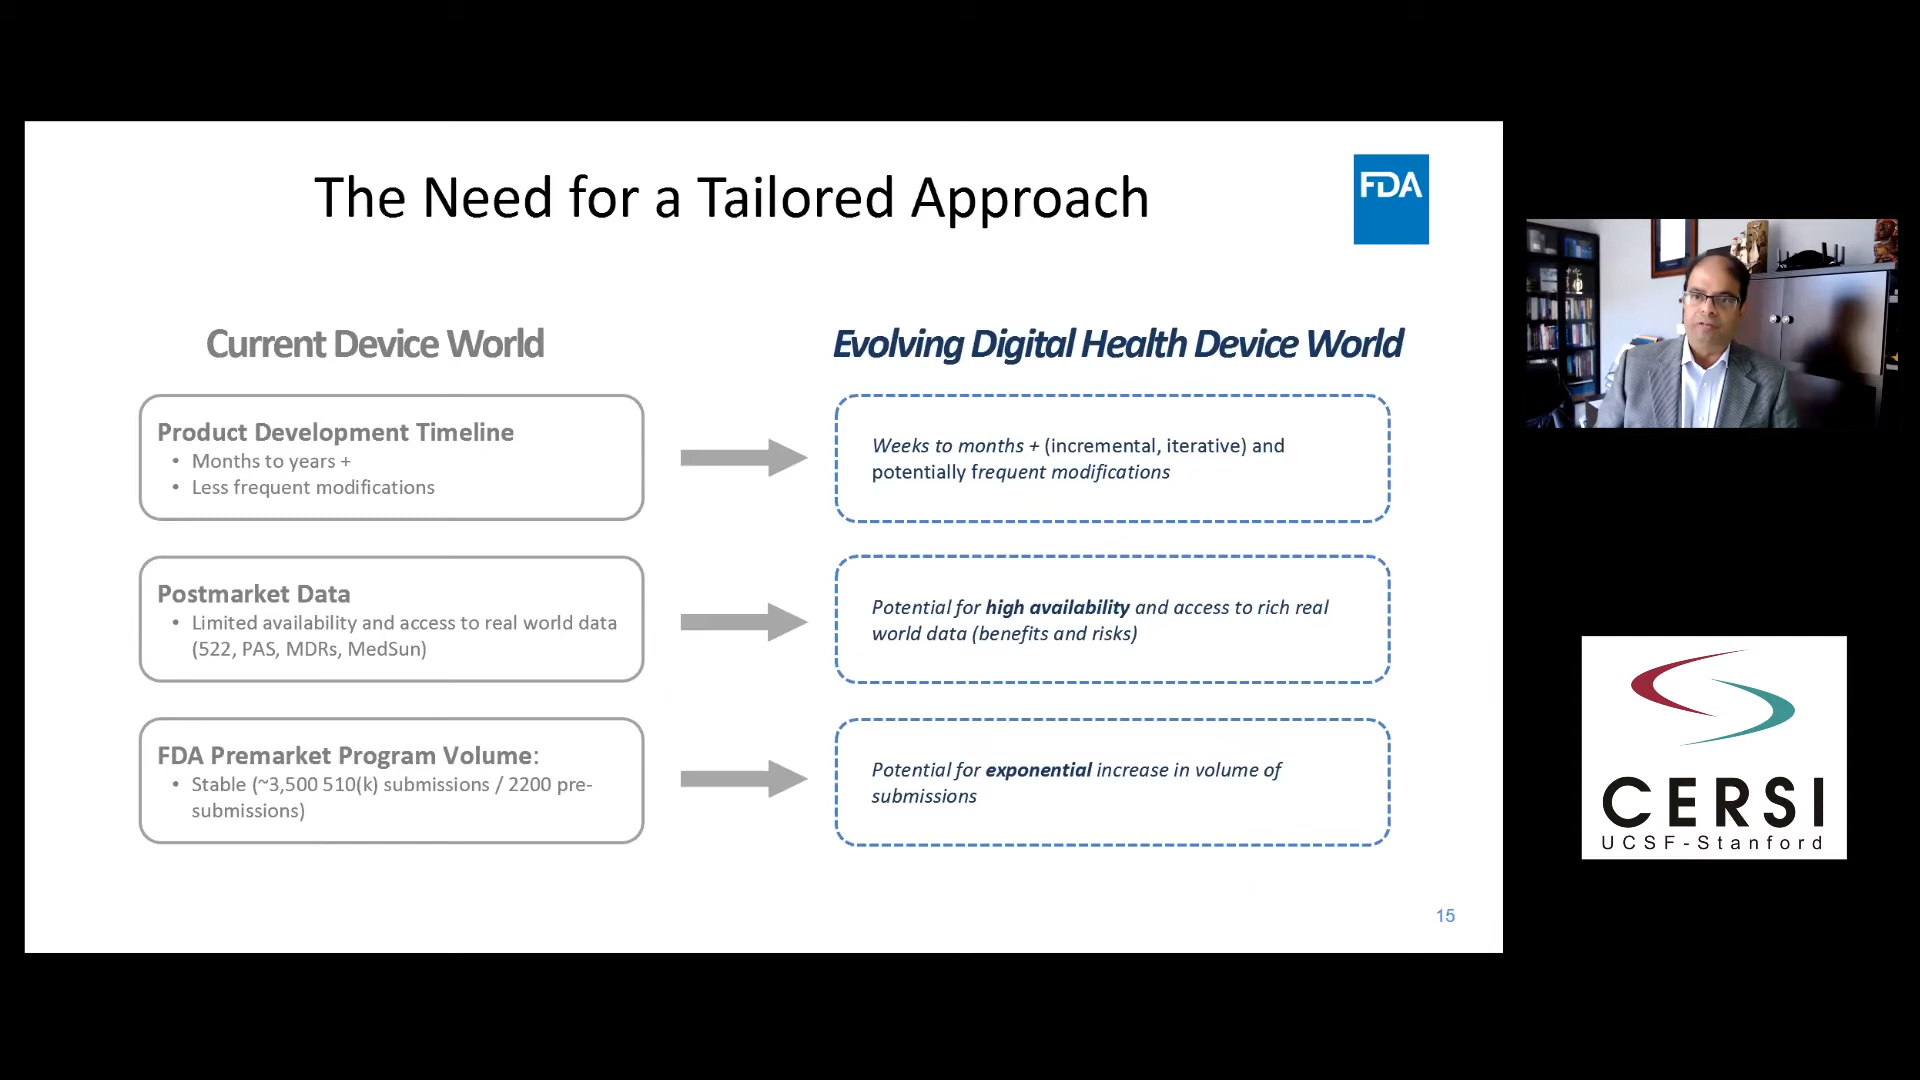 The Need for a Tailored Approach
FDA
Current Device World
Evolving Digital Health Device World
Product Development Timeline
• Months to years +
• Less frequent modifications
Weeks to months + (incremental, iterative) and
potentially frequent modifications
Postmarket Data
• Limited availability and access to real world data
(522, PAS, MDRs, MedSun)
Potential for high availability and access to rich real
world data (benefits and risks)
FDA Premarket Program Volume:
• Stable (~3,500 510(k) submissions / 2200 pre-
submissions)
Potential for exponential increase in volume of
submissions
15
CERSI
UCSF-Stanford